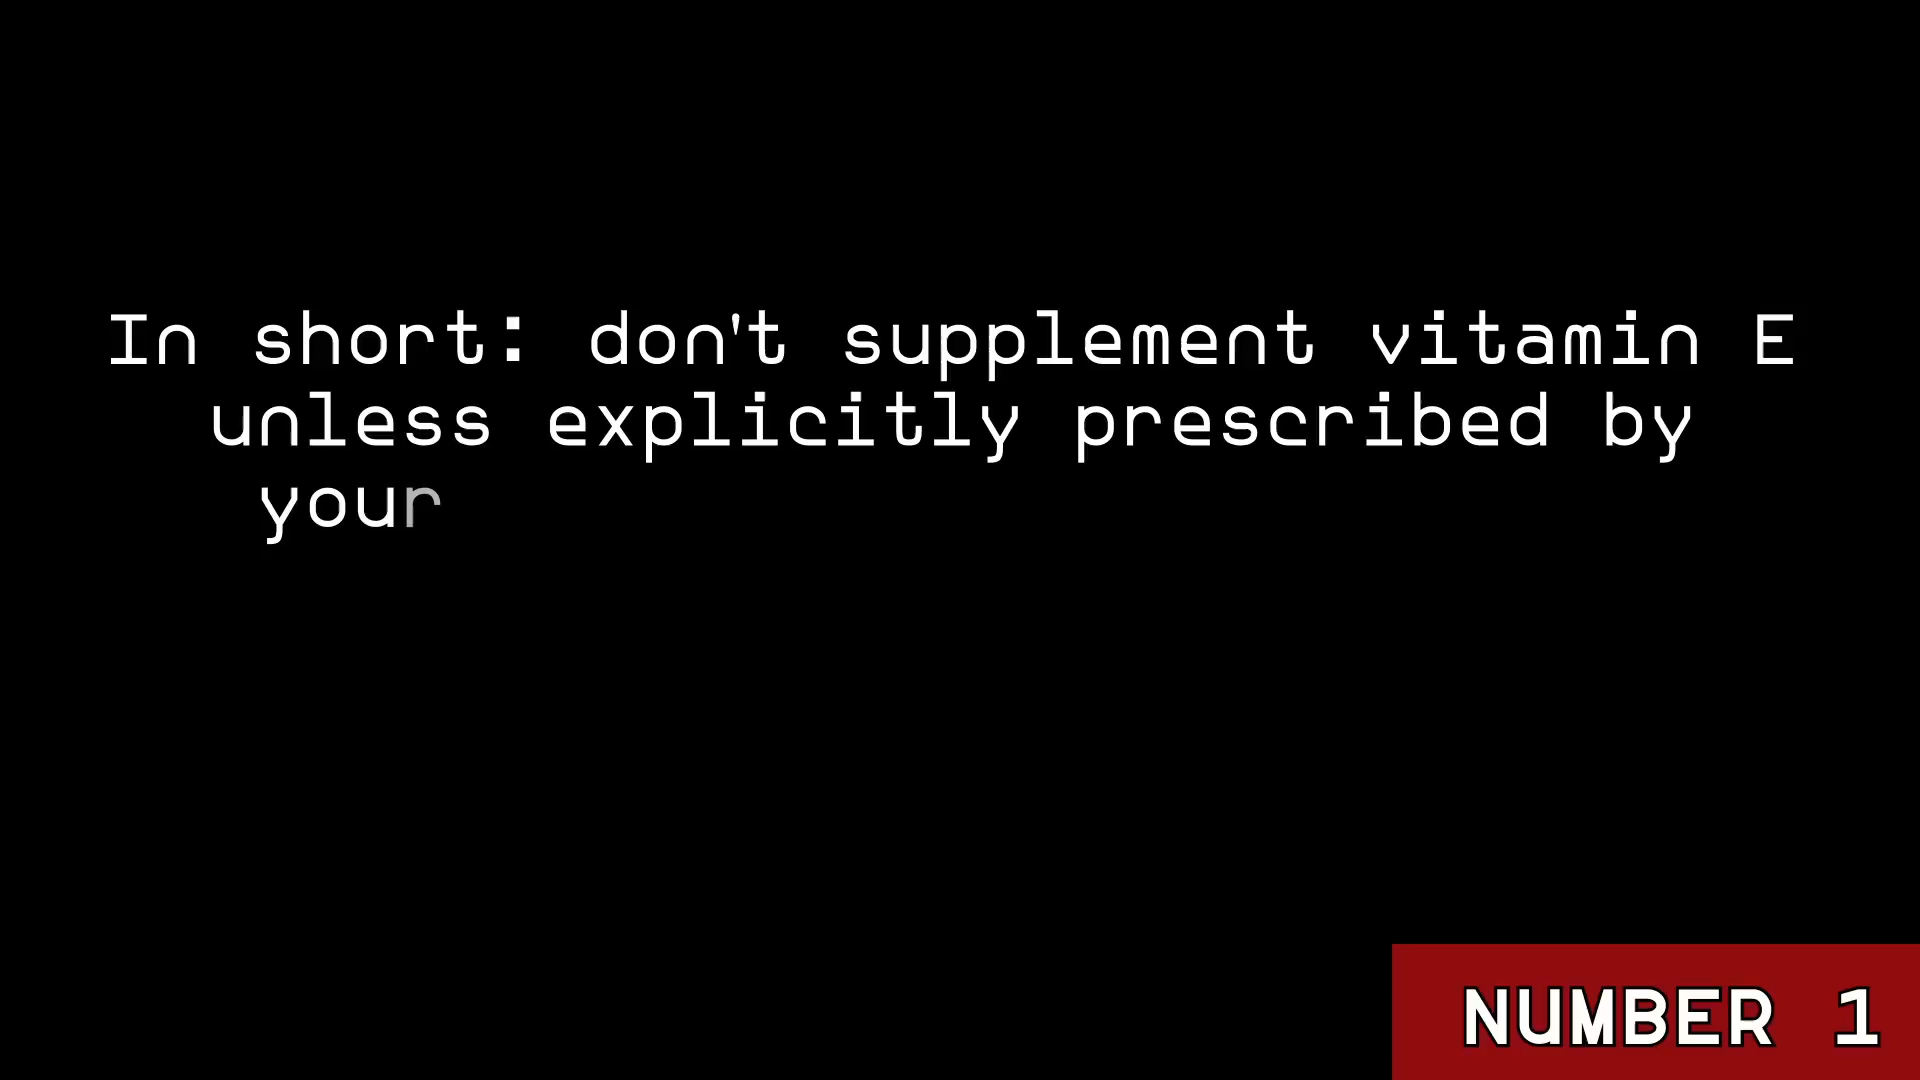 In short: don't supplement vitamin E
unless explicitly prescribed by
your
NUMBER 1